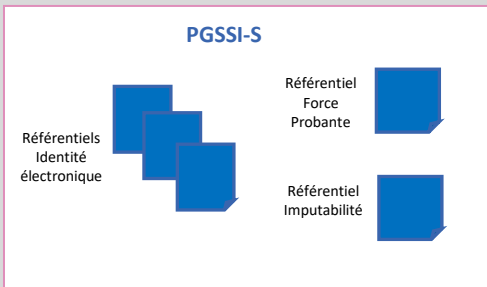 PGSSI-S
Référentiels
Identité
électronique
Référentiel
Force
Probante
Référentiel
Imputabilité